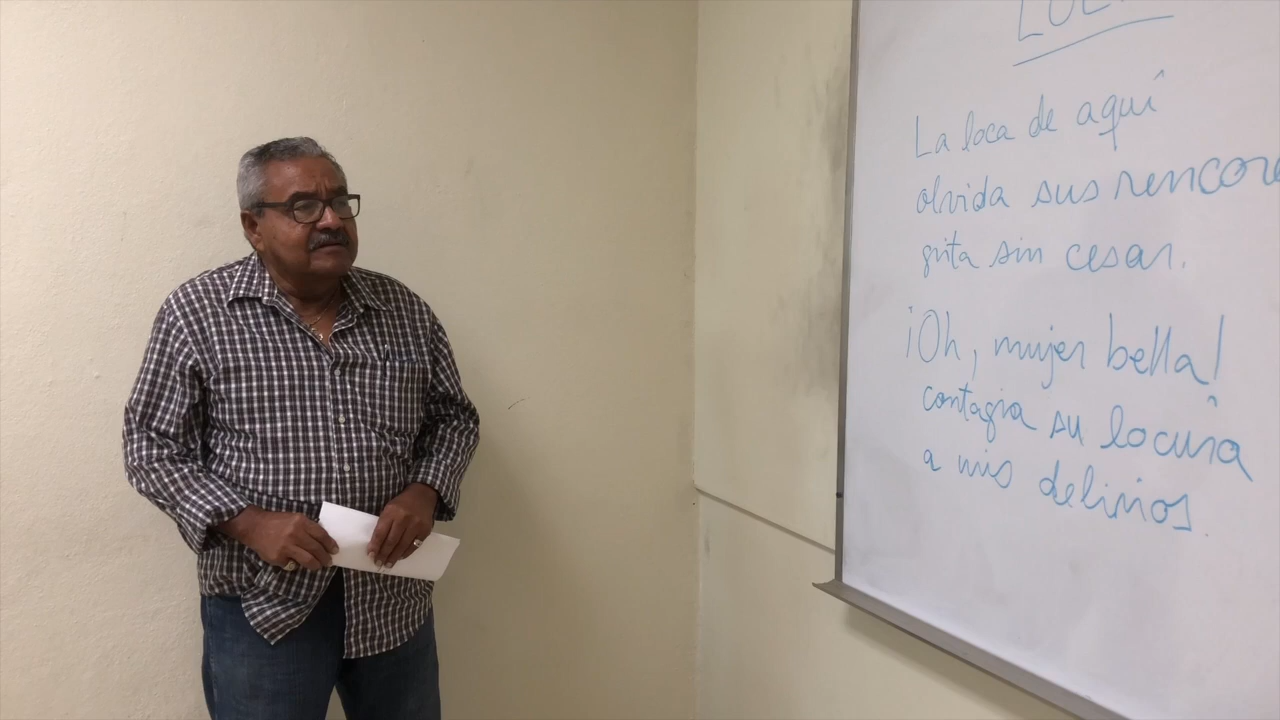 La loca de aquí
olvida sus rencore
grita sin cesar.
¡Oh, mujer bella!
contagia su locura
a mis delirios.